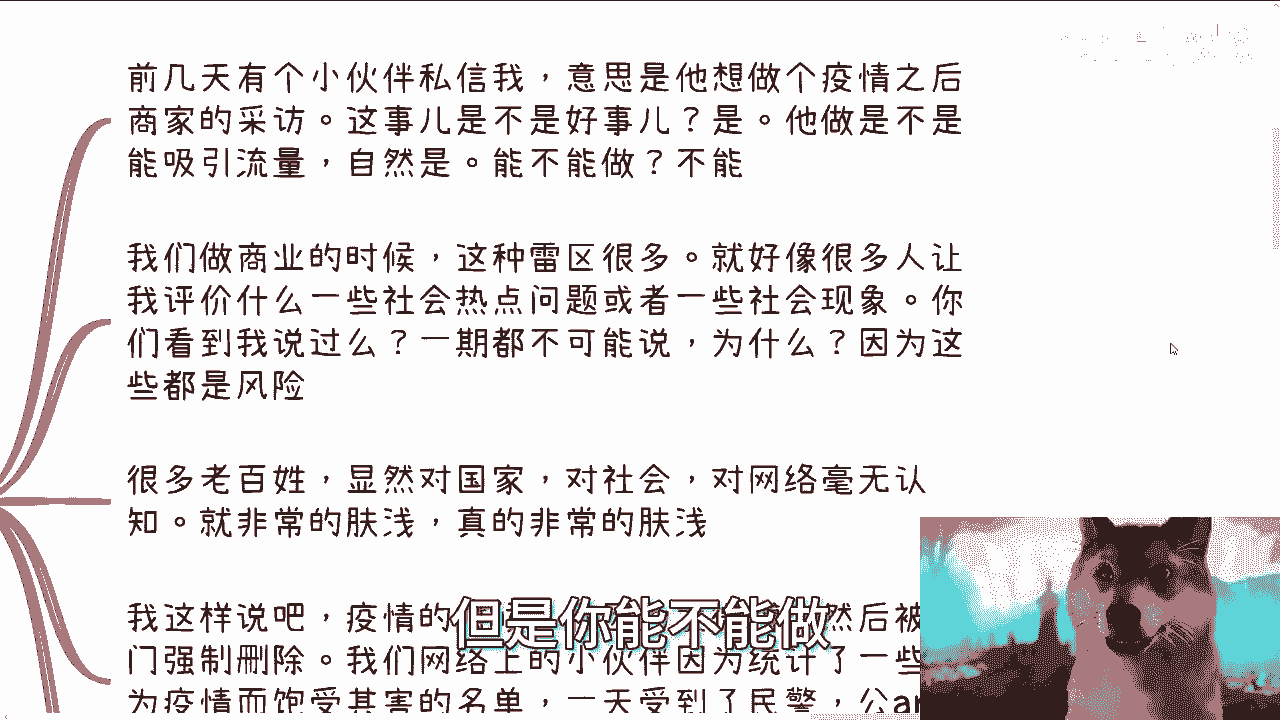 前几天有个小伙伴私信我，意思是他想做个疫情之后
商家的采访。这事儿是不是好事儿？是。他做是不是
能吸引流量，自然是。能不能做？不能
我们做商业的时候，这种雷区很多。就好像很多人让
我评价什么一些社会热点问题或者一些社会现象。你
们看到我说过么？一期都不可能说，为什么？因为这
些都是风险
很多老百姓，显然对国家，对社会，对网络毫无认
知。就非常的肤浅，真的非常的肤浅
我这样说吧，疫情的 然后被
但是你能不能做
门强制删除。我们网络上的小伙伴因为统计了一些
为疫情而饱受其害的名单，一天受到了民警，公an